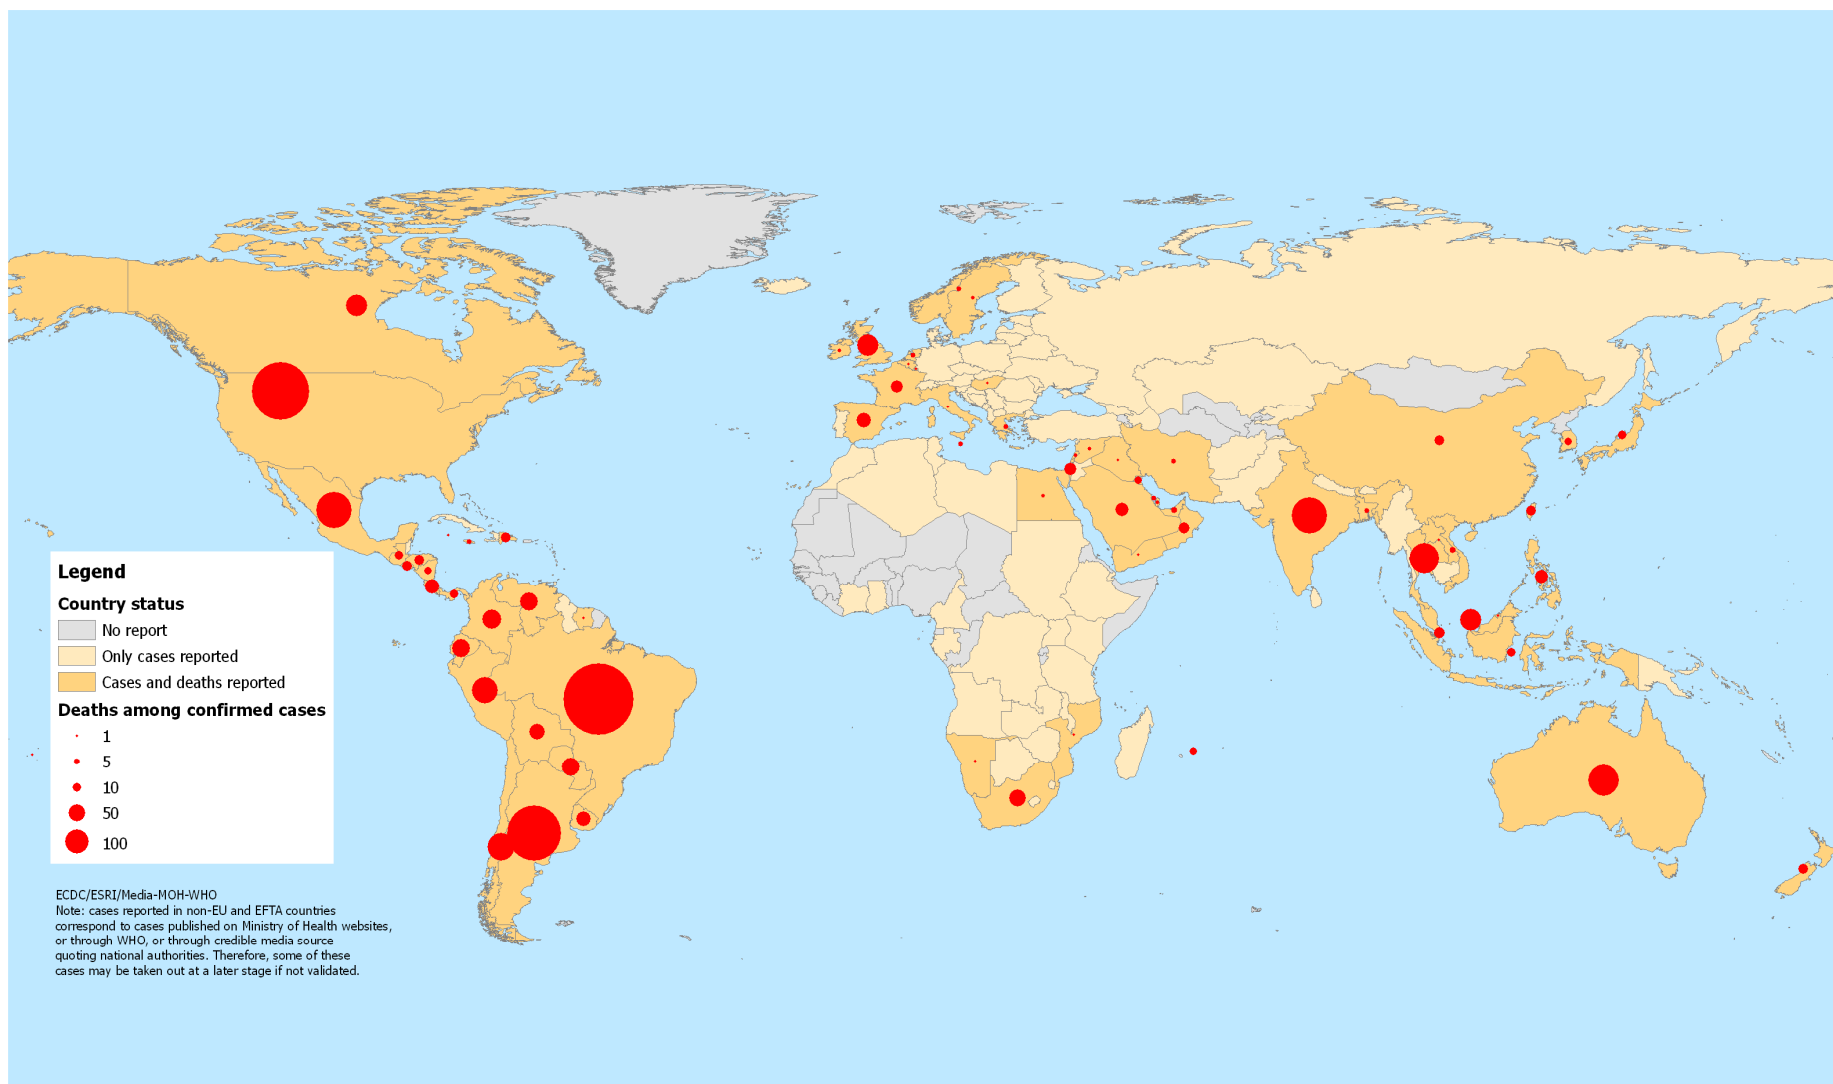 Legend
Country status
No report
Only cases reported
Cases and deaths reported
Deaths among confirmed cases
1
5
10
50
100
ECDC/ESRI/Media-MOH-WHO
Note: cases reported in non-EU and EFTA countries
correspond to cases published on Ministry of Health websites,
or through WHO, or through credible media source
quoting national authorities. Therefore, some of these
cases may be taken out at a later stage if not validated.